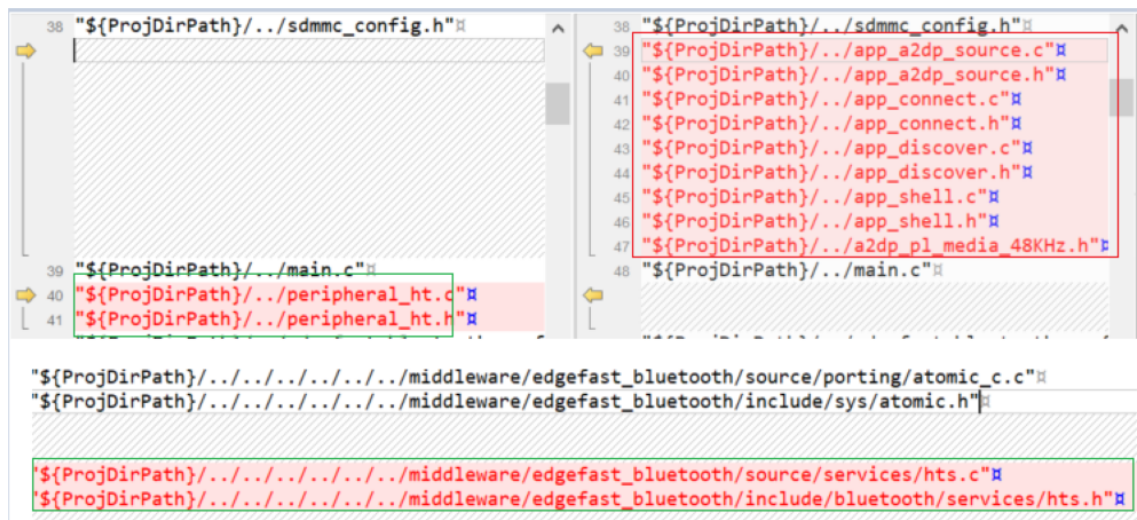 38 "${ProjDirPath}/../sdmmc_config.h"¤
39 "${ProjDirPath}/../main.c"¤
40 "${ProjDirPath}/../peripheral_ht.c"¤
41 "${ProjDirPath}/../peripheral_ht.h"¤
38 "${ProjDirPath}/../sdmmc_config.h"¤
39 "${ProjDirPath}/../app_a2dp_source.c"¤
40 "${ProjDirPath}/../app_a2dp_source.h"¤
41 "${ProjDirPath}/../app_connect.c"¤
42 "${ProjDirPath}/../app_connect.h"¤
43 "${ProjDirPath}/../app_discover.c"¤
44 "${ProjDirPath}/../app_discover.h"¤
45 "${ProjDirPath}/../app_shell.c"¤
46 "${ProjDirPath}/../app_shell.h"¤
47 "${ProjDirPath}/../a2dp_pl_media_48KHz.h"¤
48 "${ProjDirPath}/../main.c"¤
"${ProjDirPath}/../../../../../../middleware/edgefast_bluetooth/source/porting/atomic_c.c"¤
"${ProjDirPath}/../../../../../../middleware/edgefast_bluetooth/include/sys/atomic.h"¤
"${ProjDirPath}/../../../../../../middleware/edgefast_bluetooth/source/services/hts.c"¤
"${ProjDirPath}/../../../../../../middleware/edgefast_bluetooth/include/bluetooth/services/hts.h"¤